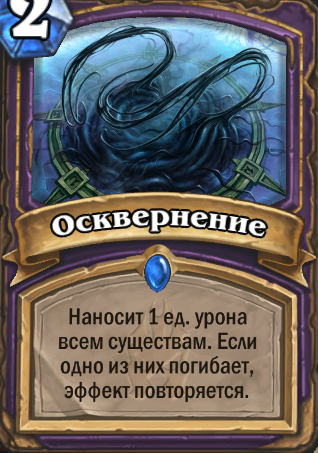 2
Осквернение
Наносит 1 ед. урона
всем существам. Если
одно из них погибает,
эффект повторяется.